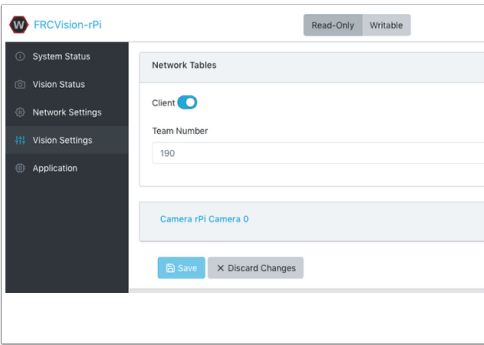 W FRCVision-rPi
Read-Only Writable
System Status
Vision Status
Network Settings
Vision Settings
Application
Network Tables
Client
Team Number
190
Camera rPi Camera 0
Save
Discard Changes